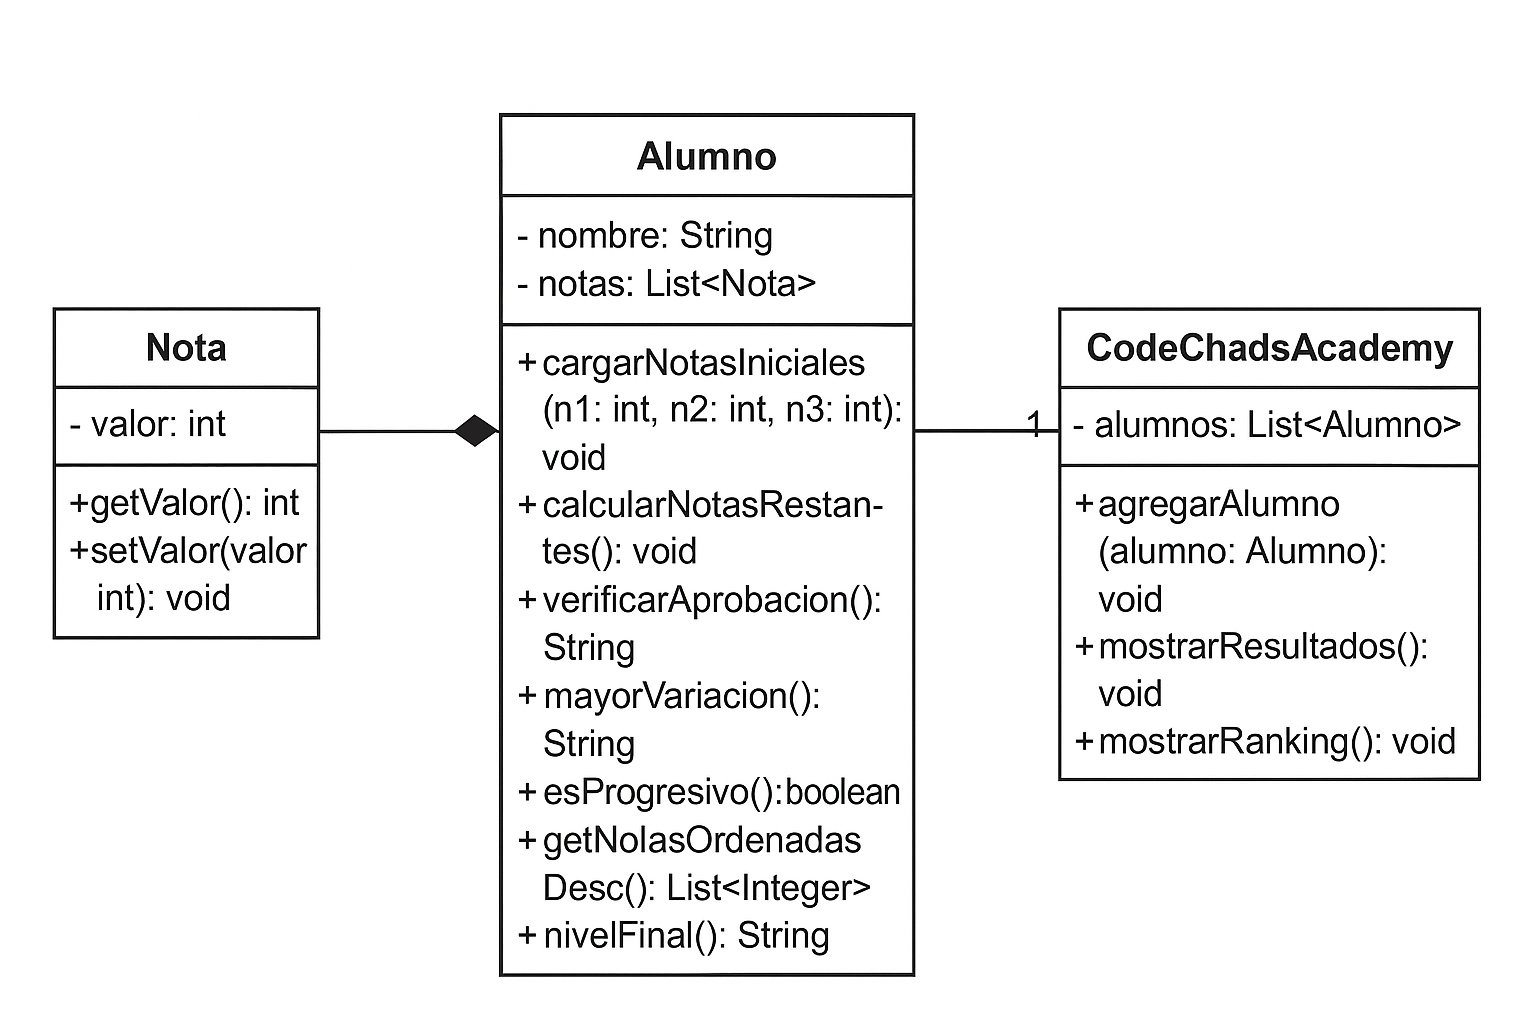 Nota
- valor: int
+getValor(): int
+setValor(valor
int): void
Alumno
- nombre: String
- notas: List<Nota>
+ cargarNotasIniciales
(n1: int, n2: int, n3: int):
void
+ calcularNotasRestan-
tes(): void
+ verificarAprobacion():
String
+ mayorVariacion():
String
+ esProgresivo():boolean
+ getNolasOrdenadas
Desc(): List<Integer>
+ nivelFinal(): String
1
CodeChadsAcademy
- alumnos: List<Alumno>
+ agregarAlumno
(alumno: Alumno):
void
+ mostrarResultados():
void
+ mostrarRanking(): void